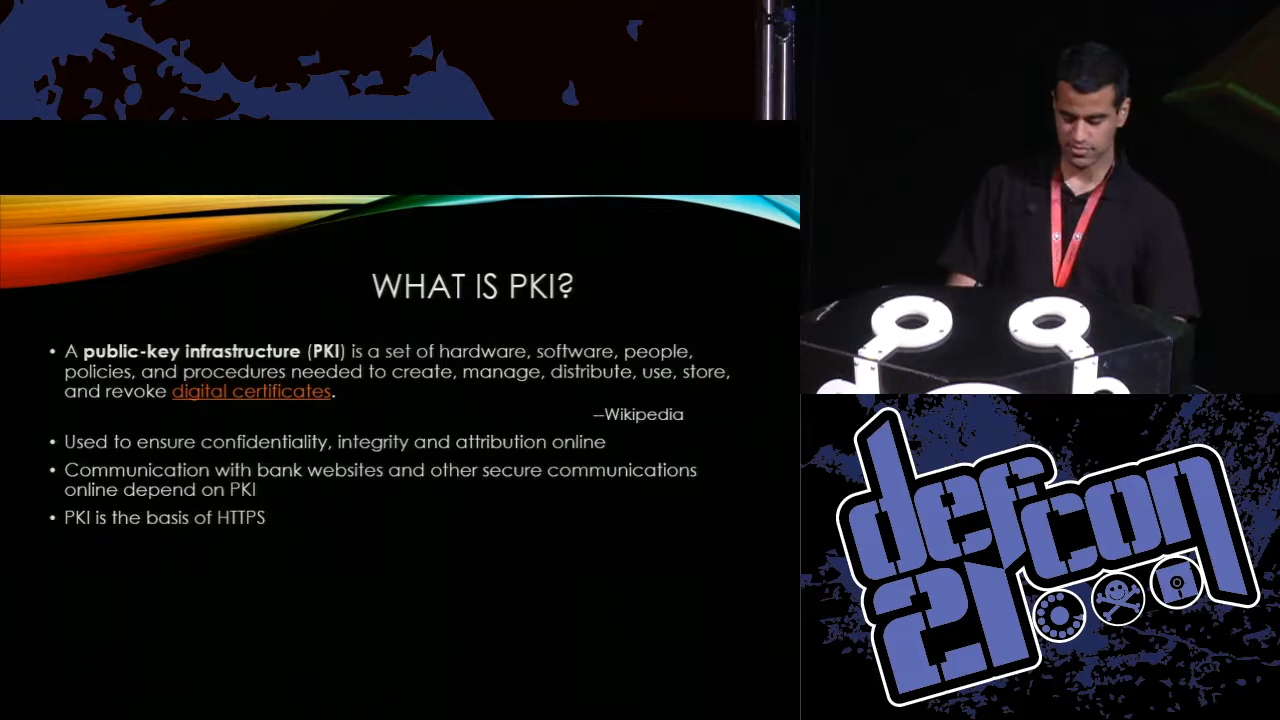 WHAT IS PKI?
• A public-key infrastructure (PKI) is a set of hardware, software, people,
policies, and procedures needed to create, manage, distribute, use, store,
and revoke digital certificates.
--Wikipedia
• Used to ensure confidentiality, integrity and attribution online
• Communication with bank websites and other secure communications
online depend on PKI
• PKI is the basis of HTTPS
defcon
21